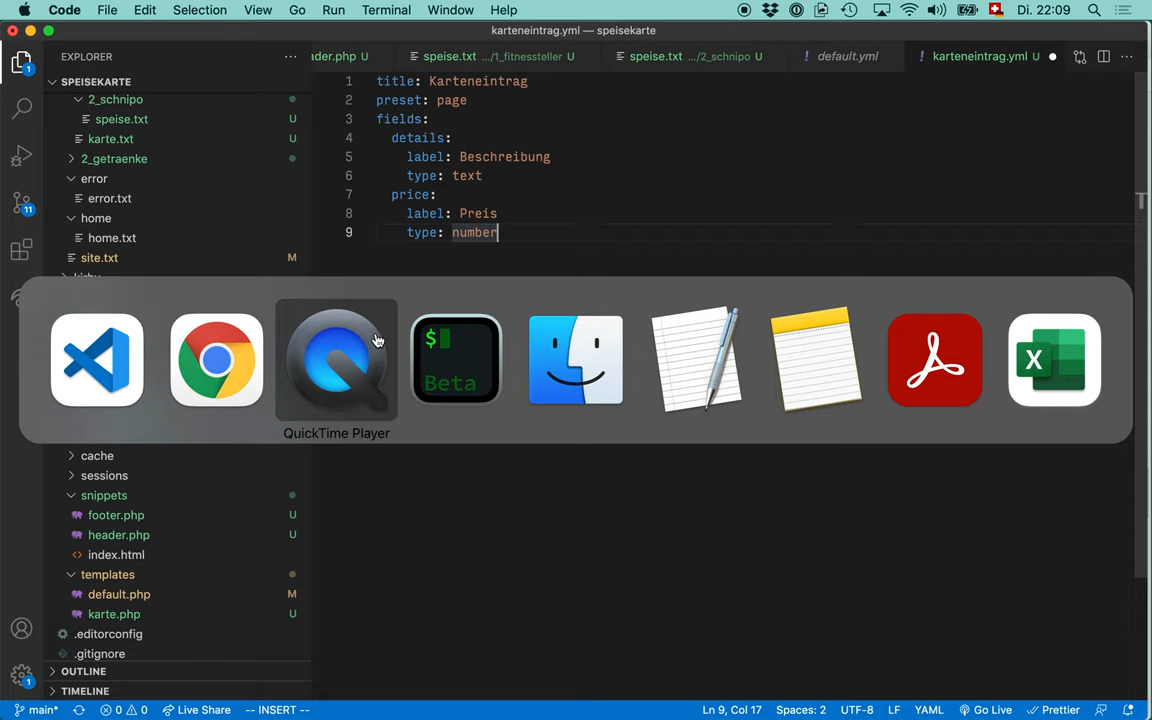 Code File Edit Selection View Go Run Terminal Window Help Di. 22:09
karteneintrag.yml — speisekarte
EXPLORER
ader.php U
speise.txt .../1_fitnessteller U
speise.txt .../2_schnipo U
default.yml
karteneintrag.yml U
SPEISEKARTE
2_schnipo
speise.txt U
karte.txt U
2_getraenke
error
error.txt
home
home.txt
site.txt M
kirby
1 title: Karteneintrag
2 preset: page
3 fields:
4 details:
5 label: Beschreibung
6 type: text
7 price:
8 label: Preis
9 type: number
1
11
$
Beta
QuickTime Player
cache
sessions
snippets
footer.php U
header.php U
index.html
templates
default.php M
karte.php U
.editorconfig
.gitignore
OUTLINE
TIMELINE
1
main* 0 0 Live Share -- INSERT -- Ln 9, Col 17 Spaces: 2 UTF-8 LF YAML Go Live Prettier